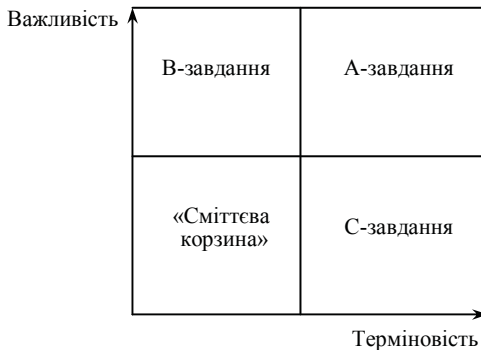 Важливість
В-завдання
А-завдання
«Сміттєва
корзина»
С-завдання
Терміновість